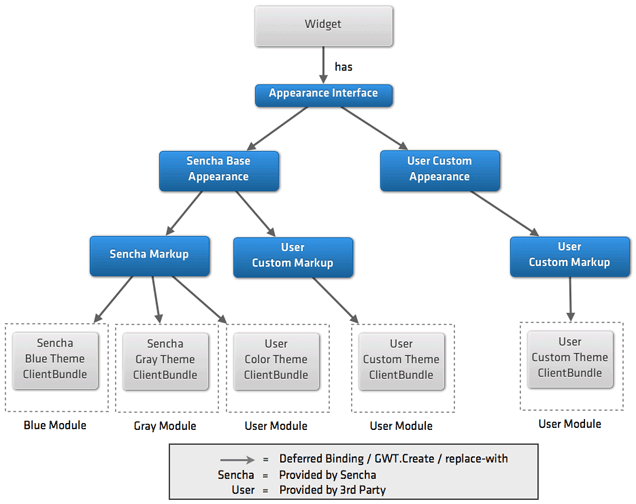 Widget
has
Appearance Interface
Sencha Base
Appearance
User Custom
Appearance
Sencha Markup
User
Custom Markup
User
Custom Markup
Sencha
Blue Theme
ClientBundle
Sencha
Gray Theme
ClientBundle
User
Color Theme
ClientBundle
User
Custom Theme
ClientBundle
User
Custom Theme
ClientBundle
Blue Module
Gray Module
User Module
User Module
User Module
= Deferred Binding / GWT.Create / replace-with
Sencha = Provided by Sencha
User = Provided by 3rd Party